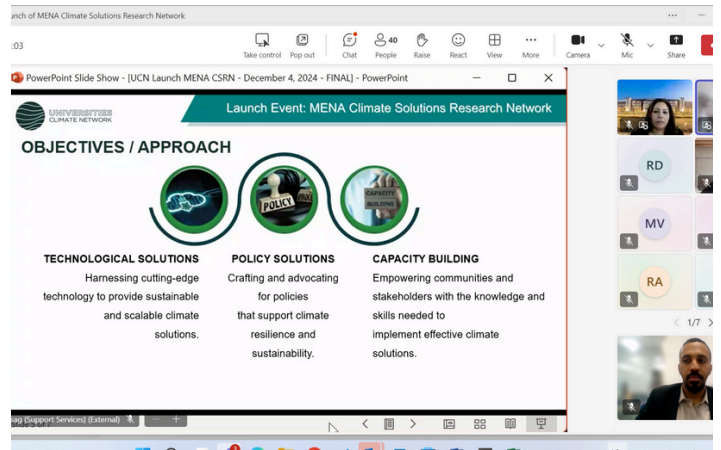 unch of MENA Climate Solutions Research Network
:03
Take control
Pop out
Chat
40
People
Raise
React
View
More
Camera
Mic
Share
PowerPoint Slide Show - [UCN Launch MENA CSRN - December 4, 2024 - FINAL] - PowerPoint
UNIVERSITIES
CLIMATE NETWORK
Launch Event: MENA Climate Solutions Research Network
OBJECTIVES / APPROACH
POLICY
CAPACITY
BUILDING
TECHNOLOGICAL SOLUTIONS
Harnessing cutting-edge
technology to provide sustainable
and scalable climate
solutions.
POLICY SOLUTIONS
Crafting and advocating
for policies
that support climate
resilience and
sustainability.
CAPACITY BUILDING
Empowering communities and
stakeholders with the knowledge and
skills needed to
implement effective climate
solutions.
RD
MV
RA
1/7
(Support Services) (External)